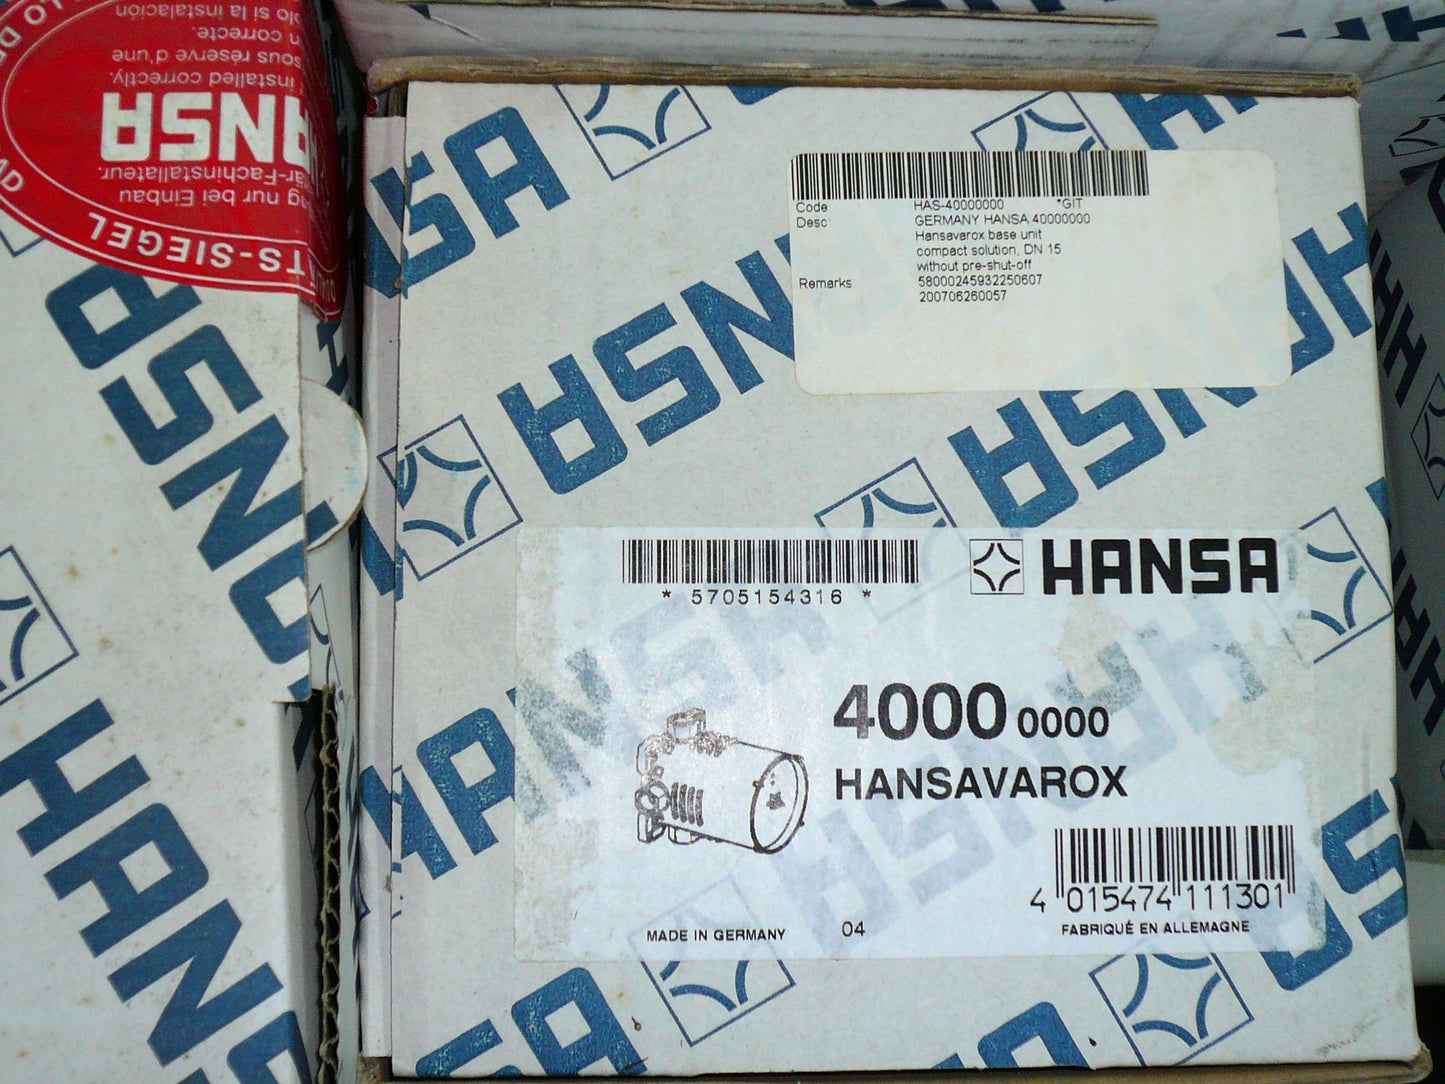 HANSA
Code HAS-40000000 *GIT
Desc: GERMANY HANSA,40000000
Hansavarox base unit
compact solution, DN 15
without pre-shut-off
Remarks 58000245932250607
200706260057
* 5705154316 *
HANSA
4000 0000
HANSAVAROX
4 015474 111301
MADE IN GERMANY 04 FABRIQUÉ EN ALLEMAGNE
TS-SIEGEL
nur bei Einbau
-Fachinstallateur.
HANSA
installed correctly.
sous réserve d'une
correcte.
si la instalación
HANSA
HANSA
HANSA
HANSA
HANSA